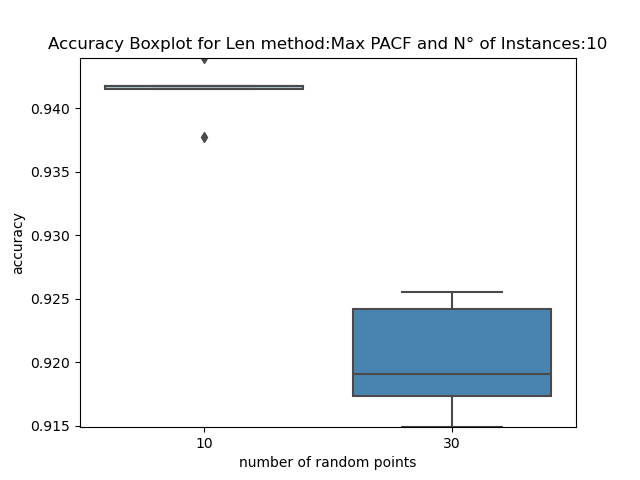 Accuracy Boxplot for Len method:Max PACF and N° of Instances:10
0.940
0.935
0.930
0.925
0.920
0.915
accuracy
10
30
number of random points